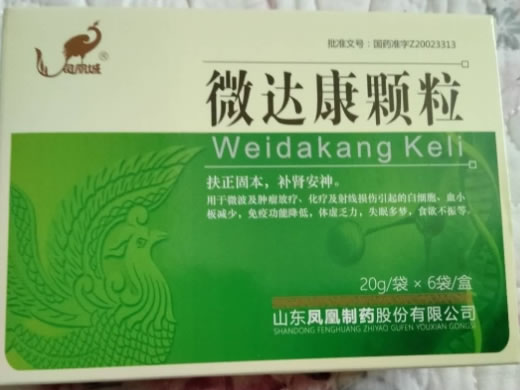 凤凰城®
批准文号：国药准字Z20023313
微达康颗粒
Weidakang Keli
扶正固本，补肾安神。
用于微波及肿瘤放疗、化疗及射线损伤引起的白细胞、血小
板减少，免疫功能降低，体虚乏力，失眠多梦，食欲不振等。
20g/袋 × 6袋/盒
山东凤凰制药股份有限公司
SHANDONG FENGHUANG ZHIYAO GUFEN YOUXIAN GONGSI